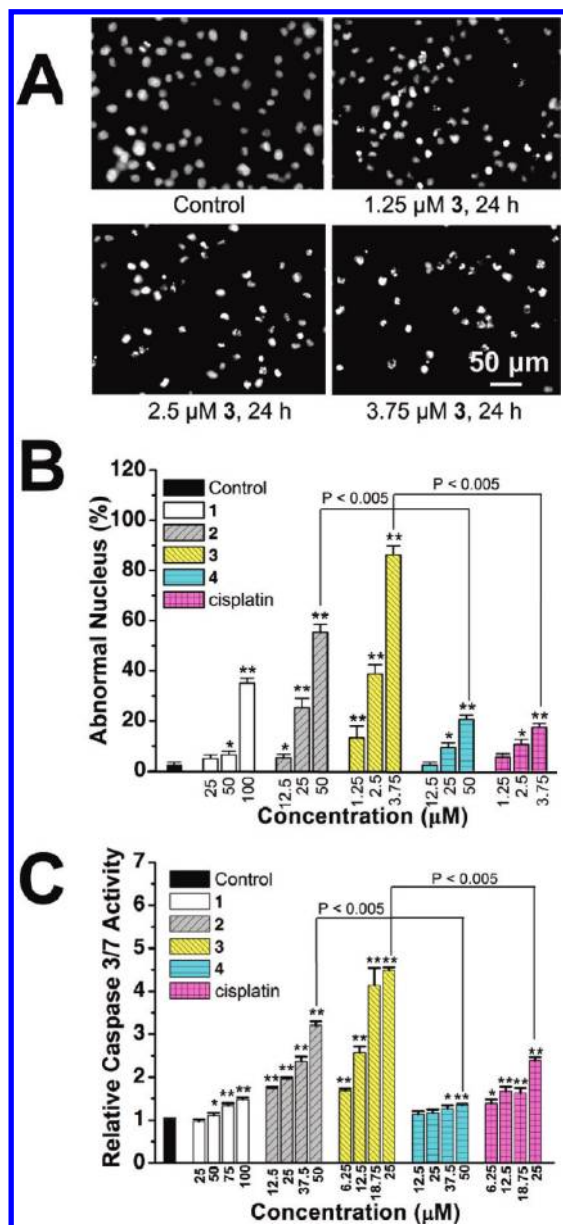 A
Control
1.25 µM 3, 24 h
2.5 µM 3, 24 h
50 µm
3.75 µM 3, 24 h
B
Abnormal Nucleus (%)
120
100
80
60
40
20
0
Control
1
2
3
4
cisplatin
P < 0.005
P < 0.005
* ** * ** ** ** ** ** * ** * **
25 50 100 12.5 25 50 1.25 2.5 3.75 12.5 25 50 1.25 2.5 3.75
Concentration (µM)
C
Relative Caspase 3/7 Activity
7
6
5
4
3
2
1
0
Control
1
2
3
4
cisplatin
P < 0.005
P < 0.005
* ** ** ** ** ** ** ** ** ** ** * ** * ** ** **
25 50 75 100 12.5 25 37.5 50 6.25 12.5 18.75 25 12.5 25 37.5 50 6.25 12.5 18.75 25
Concentration (µM)